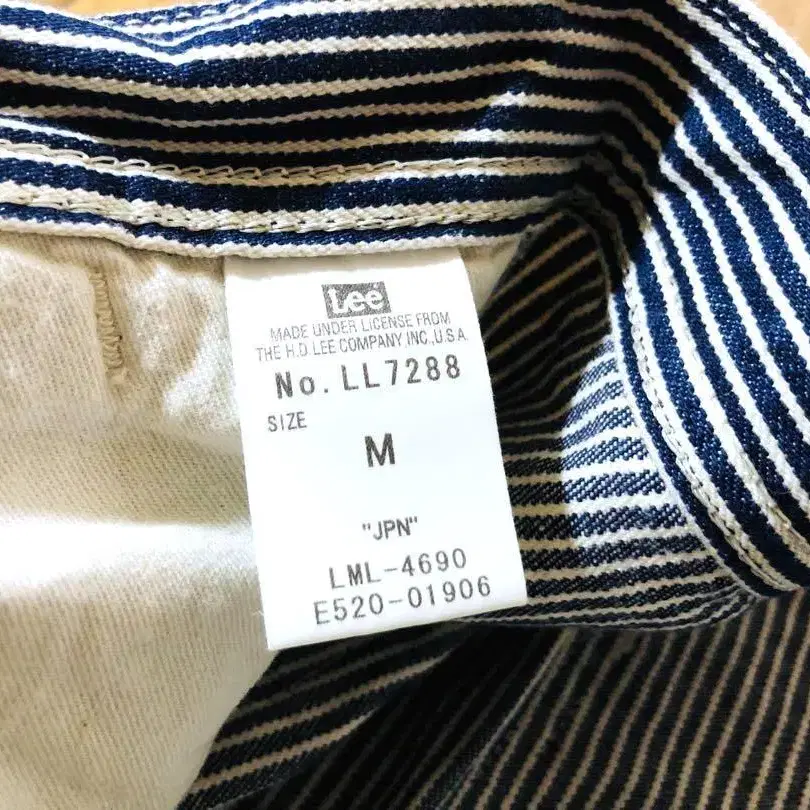 Lee
MADE UNDER LICENSE FROM
THE H.D.LEE COMPANY INC.,U.S.A.
No. LL7288
SIZE
M
"JPN"
LML-4690
E520-01906